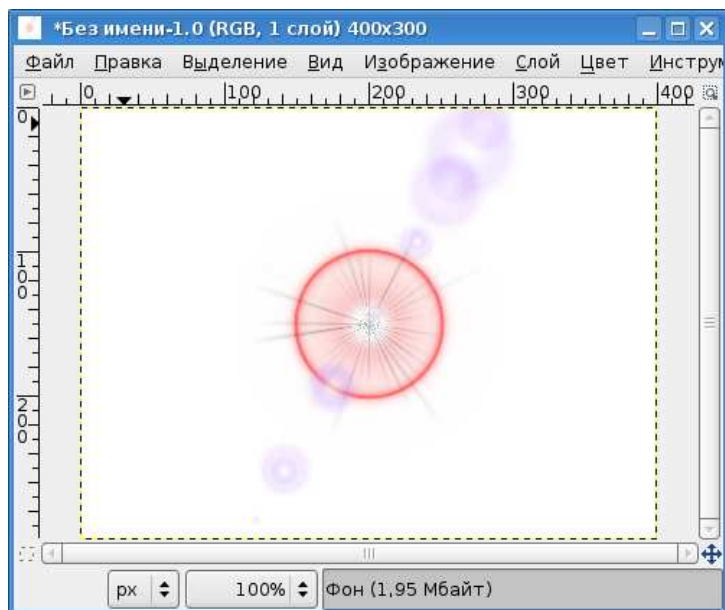 *Без имени-1.0 (RGB, 1 слой) 400x300
Файл Правка Выделение Вид Изображение Слой Цвет Инструм
0 100 200 300 400
0
100
200
px 100% Фон (1,95 Мбайт)